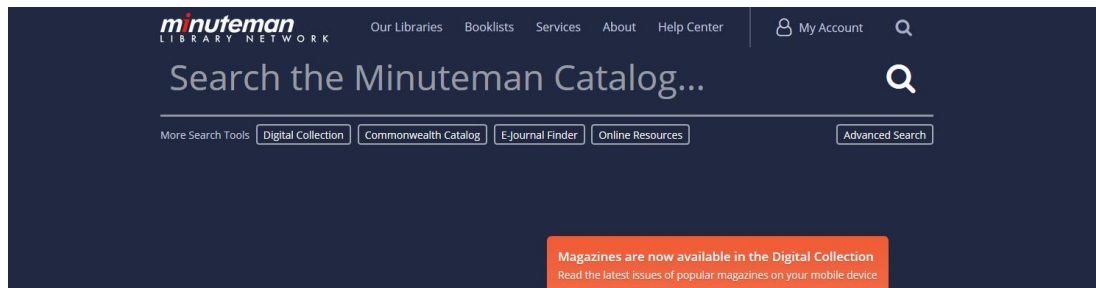 minuteman
LIBRARY NETWORK
Our Libraries Booklists Services About Help Center My Account
Search the Minuteman Catalog...
More Search Tools Digital Collection Commonwealth Catalog E-Journal Finder Online Resources Advanced Search
Magazines are now available in the Digital Collection
Read the latest issues of popular magazines on your mobile device